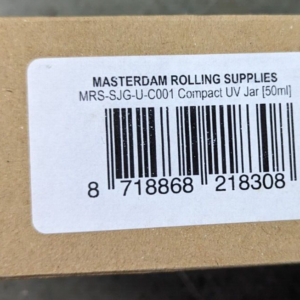 MASTERDAM ROLLING SUPPLIES
MRS-SJG-U-C001 Compact UV Jar [50ml]
8 718868 218308